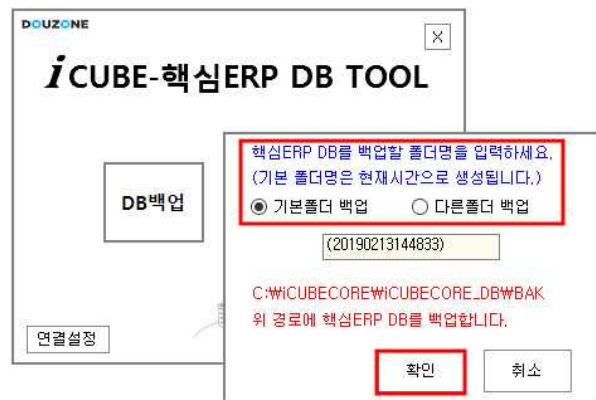 DOUZONE
X
iCUBE-핵심ERP DB TOOL
DB백업
연결설정
핵심ERP DB를 백업할 폴더명을 입력하세요.
(기본 폴더명은 현재시간으로 생성됩니다.)
기본폴더 백업 다른폴더 백업
(20190213144833)
C:₩iCUBECORE₩iCUBECORE_DB₩BAK
위 경로에 핵심ERP DB를 백업합니다.
확인 취소